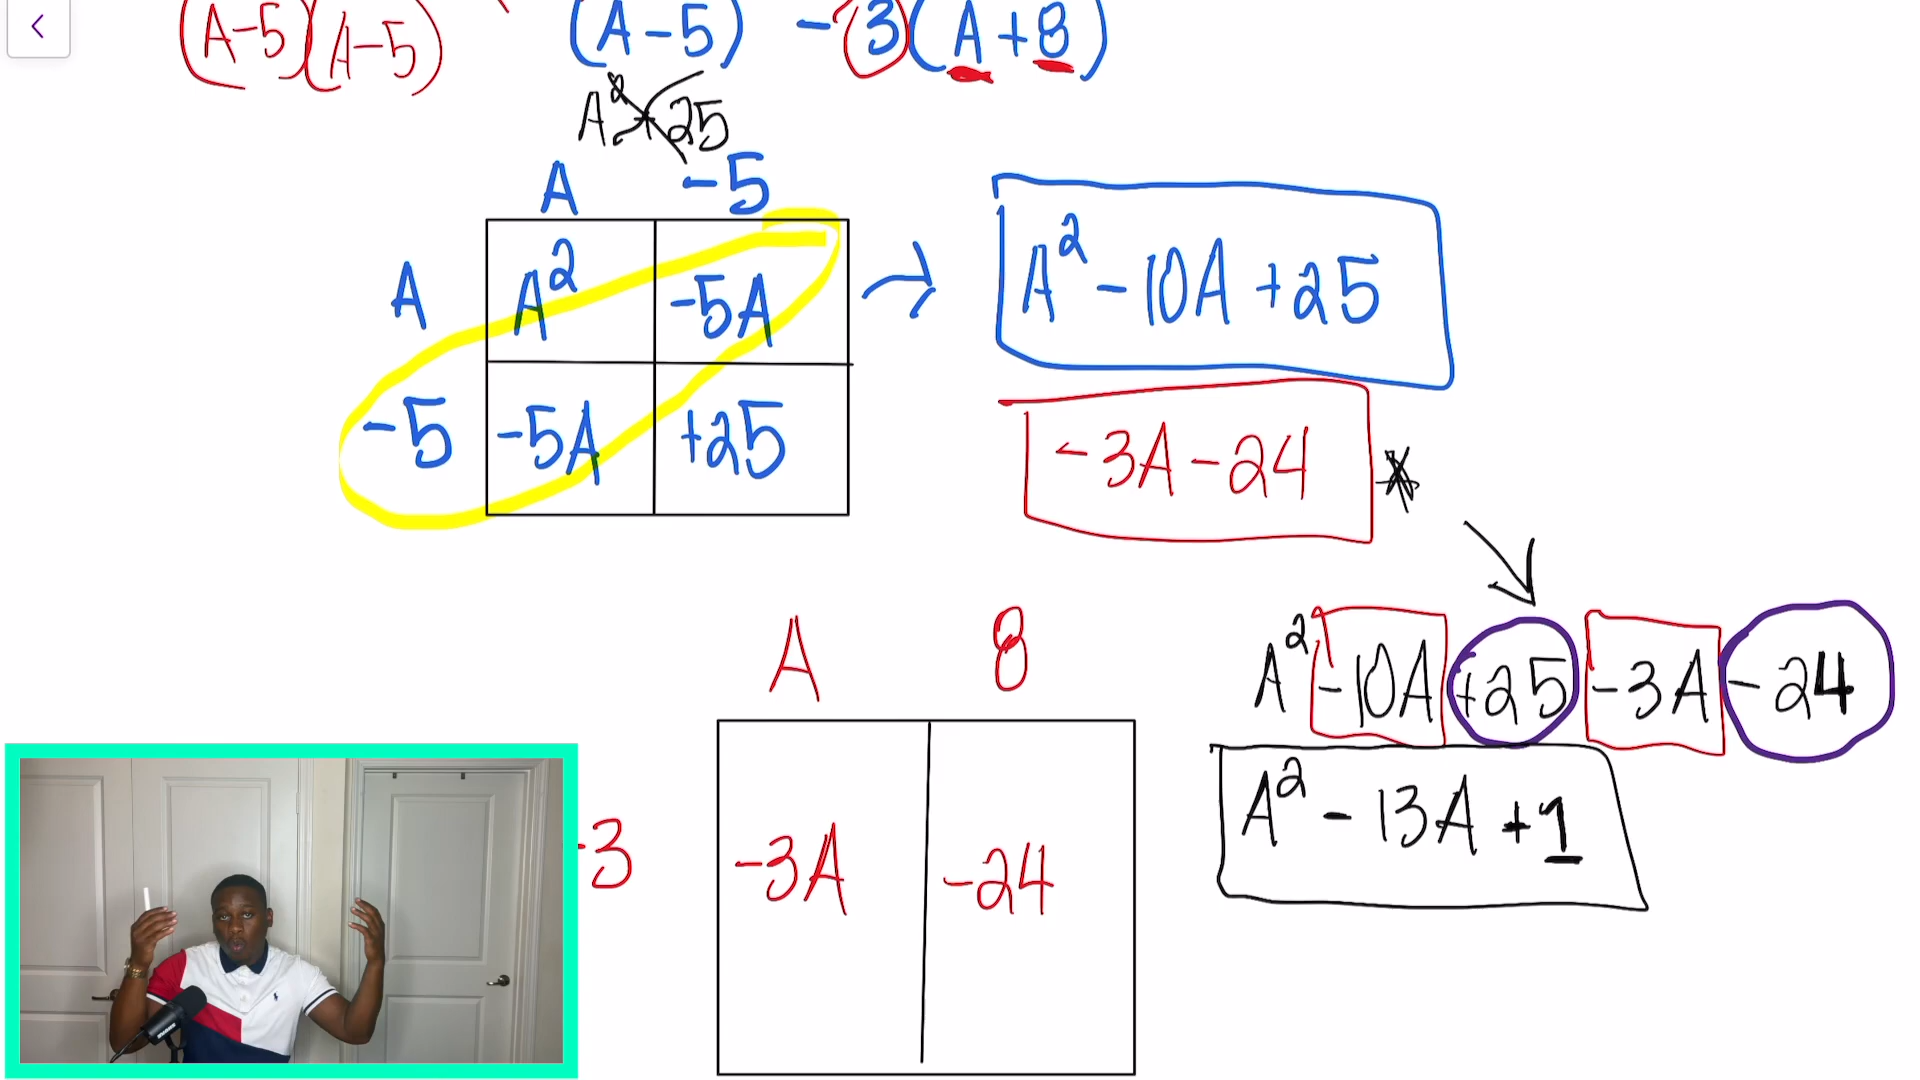 (A-5)(A-5) (A-5) -3(A+8)
A² + 25
A -5
A A² -5A
-5 -5A +25
A² - 10A + 25
-3A - 24
A 8
-3 -3A -24
A² -10A +25 -3A -24
A² - 13A + 1